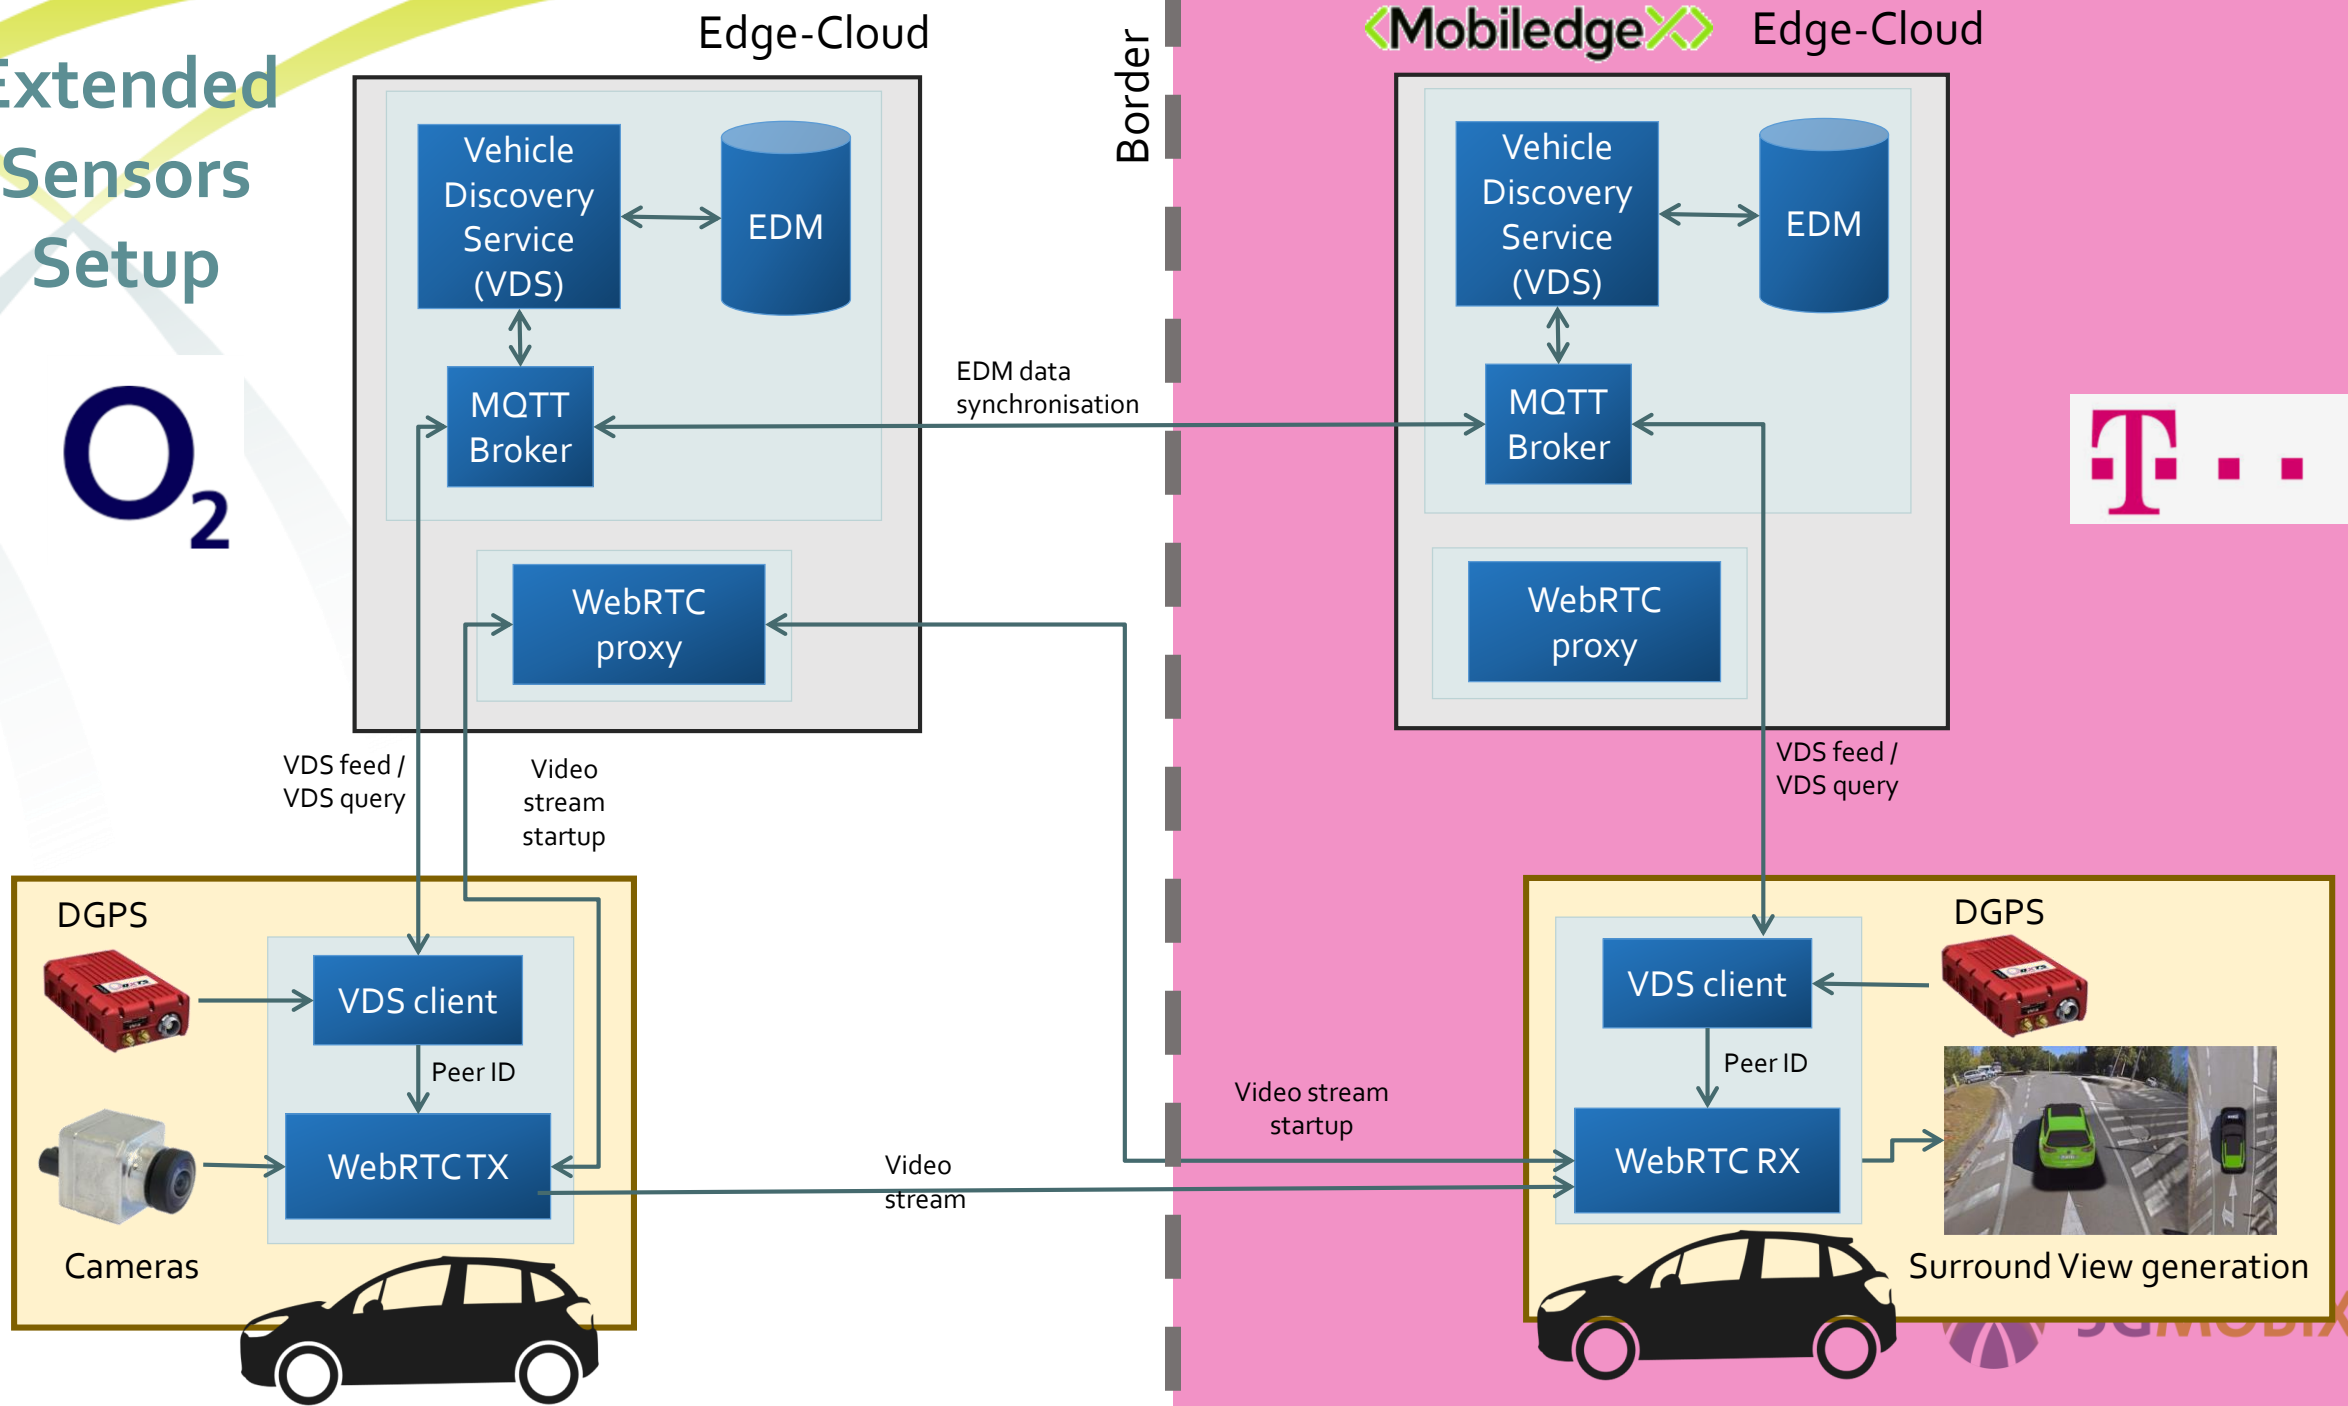 Extended
Sensors
Setup
Edge-Cloud
Border
<MobiledgeX>
Edge-Cloud
Vehicle
Discovery
Service
(VDS)
EDM
MQTT
Broker
WebRTC
proxy
EDM data
synchronisation
Vehicle
Discovery
Service
(VDS)
EDM
MQTT
Broker
WebRTC
proxy
O2
T
VDS feed /
VDS query
Video
stream
startup
VDS feed /
VDS query
DGPS
VDS client
Peer ID
WebRTC TX
Cameras
Video
stream
Video stream
startup
DGPS
VDS client
Peer ID
WebRTC RX
Surround View generation
5GMOBIX